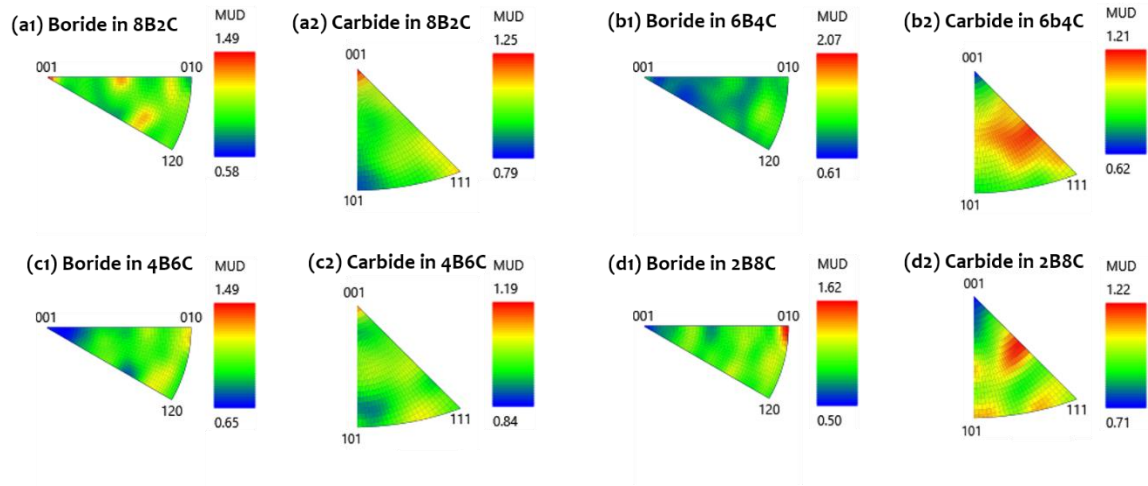 (a1) Boride in 8B2C
MUD
1.49
001
010
120
0.58
(a2) Carbide in 8B2C
MUD
1.25
001
101
111
0.79
(b1) Boride in 6B4C
MUD
2.07
001
010
120
0.61
(b2) Carbide in 6b4C
MUD
1.21
001
101
111
0.62
(c1) Boride in 4B6C
MUD
1.49
001
010
120
0.65
(c2) Carbide in 4B6C
MUD
1.19
001
101
111
0.84
(d1) Boride in 2B8C
MUD
1.62
001
010
120
0.50
(d2) Carbide in 2B8C
MUD
1.22
001
101
111
0.71